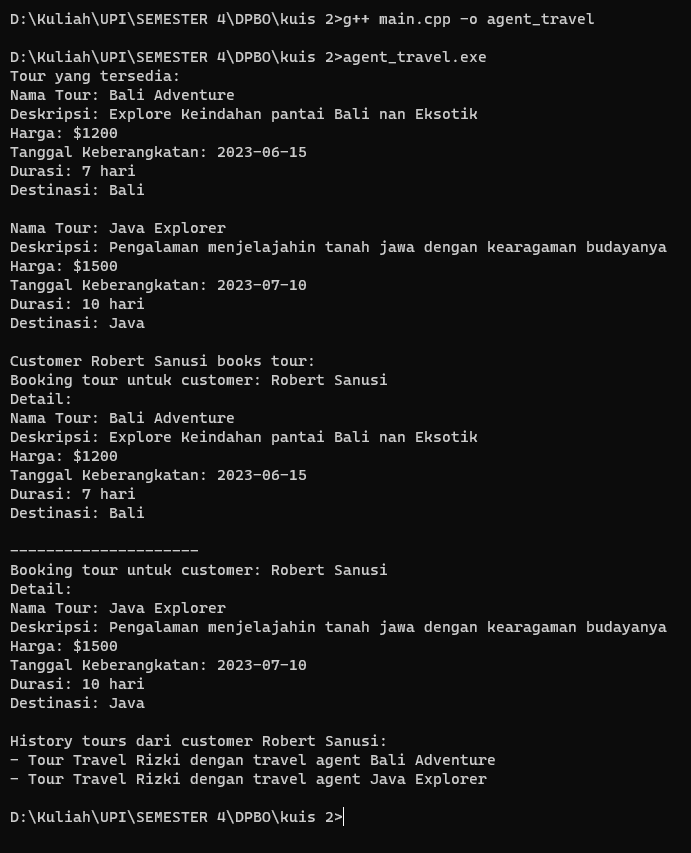 D:\Kuliah\UPI\SEMESTER 4\DPBO\kuis 2>g++ main.cpp -o agent_travel
D:\Kuliah\UPI\SEMESTER 4\DPBO\kuis 2>agent_travel.exe
Tour yang tersedia:
Nama Tour: Bali Adventure
Deskripsi: Explore Keindahan pantai Bali nan Eksotik
Harga: $1200
Tanggal Keberangkatan: 2023-06-15
Durasi: 7 hari
Destinasi: Bali
Nama Tour: Java Explorer
Deskripsi: Pengalaman menjelajahin tanah jawa dengan kearagaman budayanya
Harga: $1500
Tanggal Keberangkatan: 2023-07-10
Durasi: 10 hari
Destinasi: Java
Customer Robert Sanusi books tour:
Booking tour untuk customer: Robert Sanusi
Detail:
Nama Tour: Bali Adventure
Deskripsi: Explore Keindahan pantai Bali nan Eksotik
Harga: $1200
Tanggal Keberangkatan: 2023-06-15
Durasi: 7 hari
Destinasi: Bali
---------------------
Booking tour untuk customer: Robert Sanusi
Detail:
Nama Tour: Java Explorer
Deskripsi: Pengalaman menjelajahin tanah jawa dengan kearagaman budayanya
Harga: $1500
Tanggal Keberangkatan: 2023-07-10
Durasi: 10 hari
Destinasi: Java
History tours dari customer Robert Sanusi:
- Tour Travel Rizki dengan travel agent Bali Adventure
- Tour Travel Rizki dengan travel agent Java Explorer
D:\Kuliah\UPI\SEMESTER 4\DPBO\kuis 2>